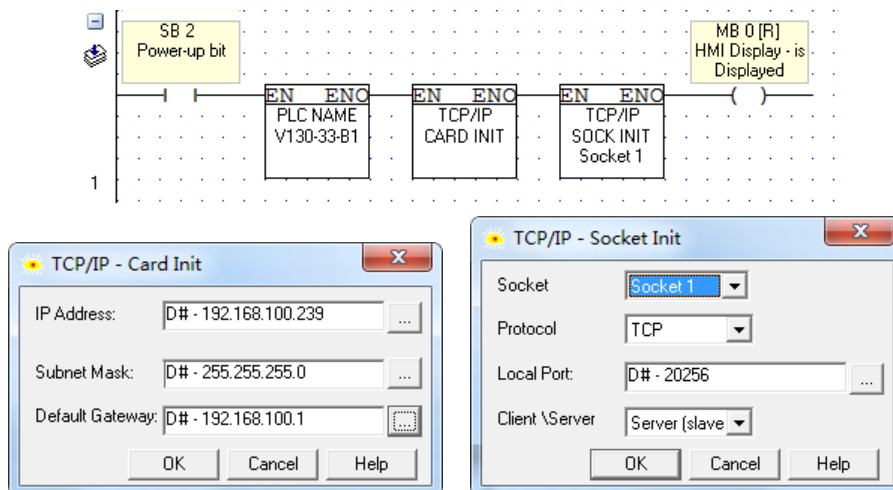 SB 2
Power-up bit
MB 0 [R]
HMI Display - is
Displayed
EN ENO
PLC NAME
V130-33-B1
EN ENO
TCP/IP
CARD INIT
EN ENO
TCP/IP
SOCK INIT
Socket 1
( )
1
TCP/IP - Card Init
IP Address: D# - 192.168.100.239 ...
Subnet Mask: D# - 255.255.255.0 ...
Default Gateway: D# - 192.168.100.1 ...
OK Cancel Help
TCP/IP - Socket Init
Socket Socket 1
Protocol TCP
Local Port: D# - 20256 ...
Client \Server Server (slave
OK Cancel Help